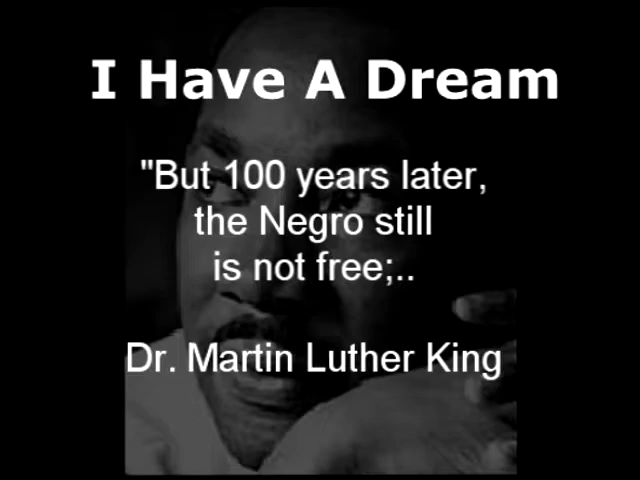 I Have A Dream
"But 100 years later,
the Negro still
is not free;..
Dr. Martin Luther King